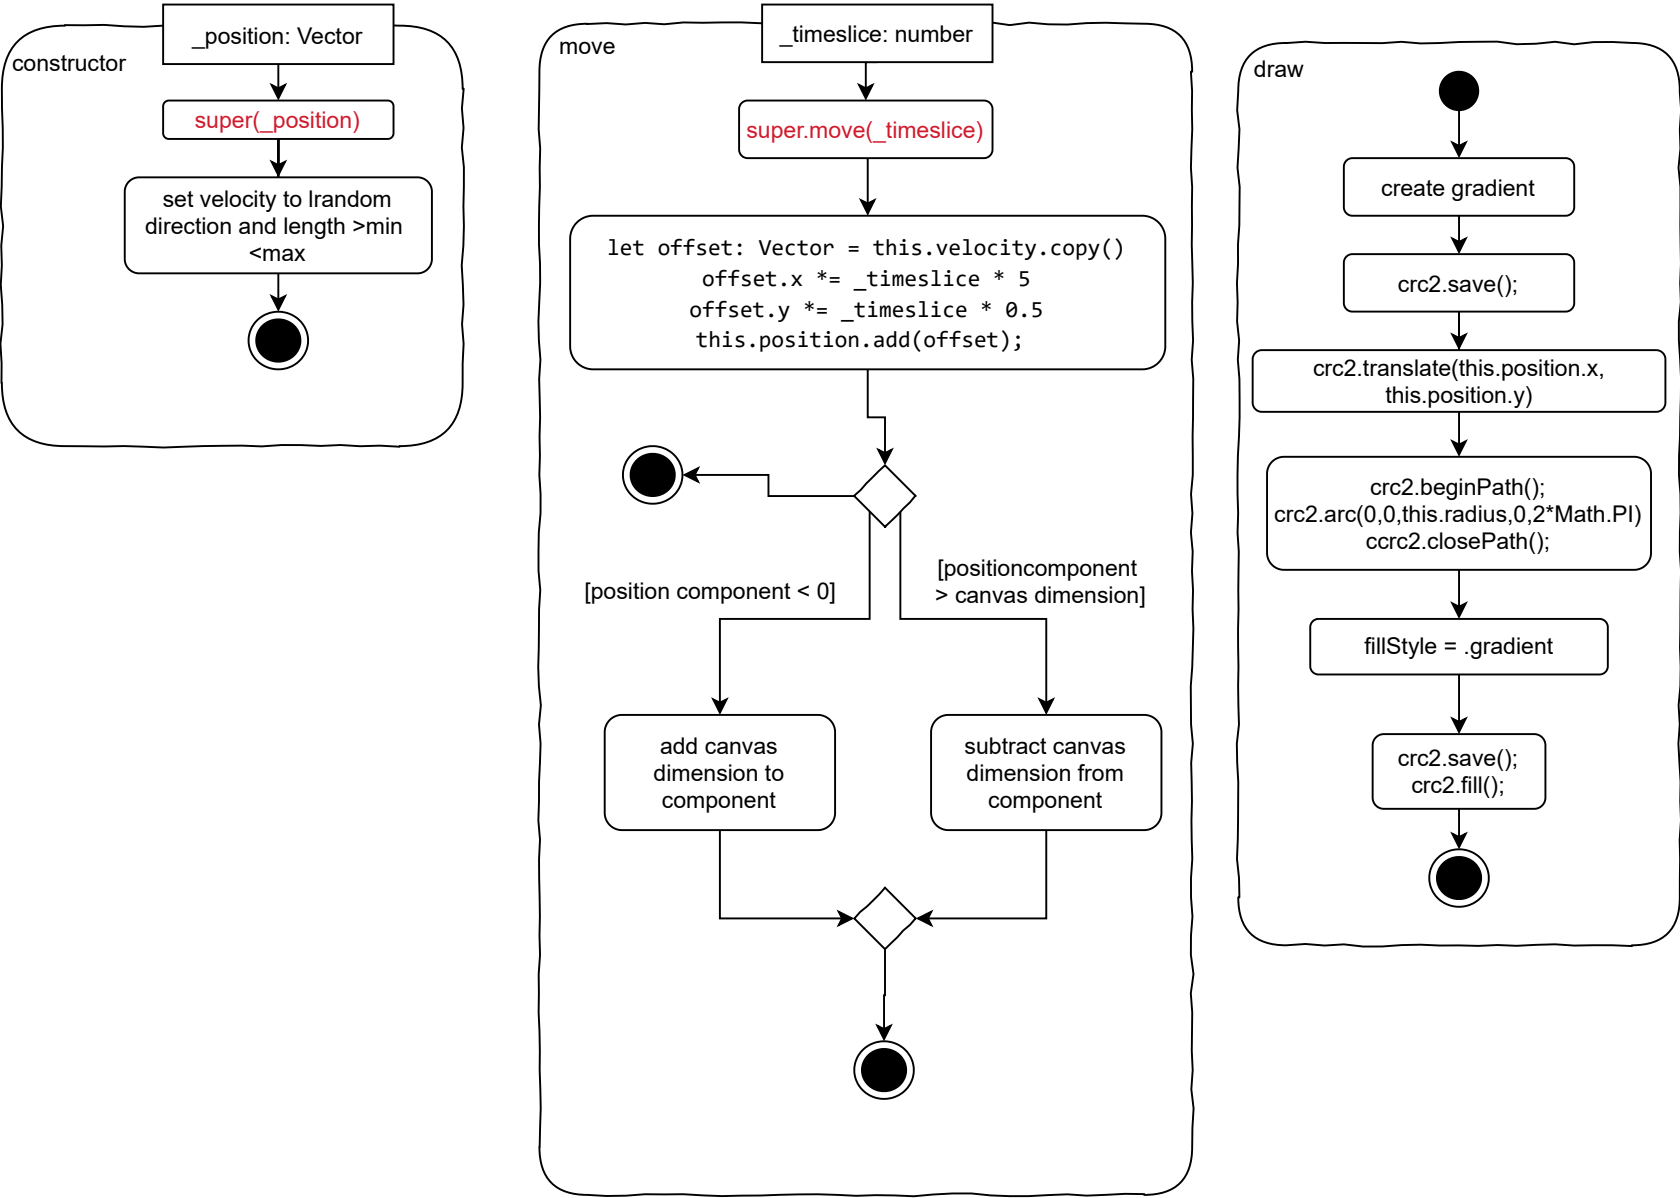 constructor
_position: Vector
super(_position)
set velocity to lrandom
direction and length >min
<max
move
_timeslice: number
super.move(_timeslice)
let offset: Vector = this.velocity.copy()
offset.x *= _timeslice * 5
offset.y *= _timeslice * 0.5
this.position.add(offset);
[position component < 0]
[positioncomponent
> canvas dimension]
add canvas
dimension to
component
subtract canvas
dimension from
component
draw
create gradient
crc2.save();
crc2.translate(this.position.x,
this.position.y)
crc2.beginPath();
crc2.arc(0,0,this.radius,0,2*Math.PI)
ccrc2.closePath();
fillStyle = .gradient
crc2.save();
crc2.fill();